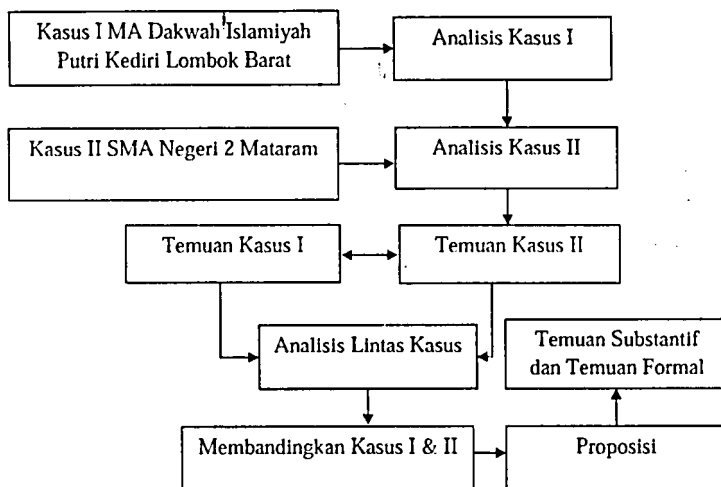 Kasus I MA Dakwah Islamiyah
Putri Kediri Lombok Barat
Analisis Kasus I
Kasus II SMA Negeri 2 Mataram
Analisis Kasus II
Temuan Kasus I
Temuan Kasus II
Analisis Lintas Kasus
Temuan Substantif
dan Temuan Formal
Membandingkan Kasus I & II
Proposisi